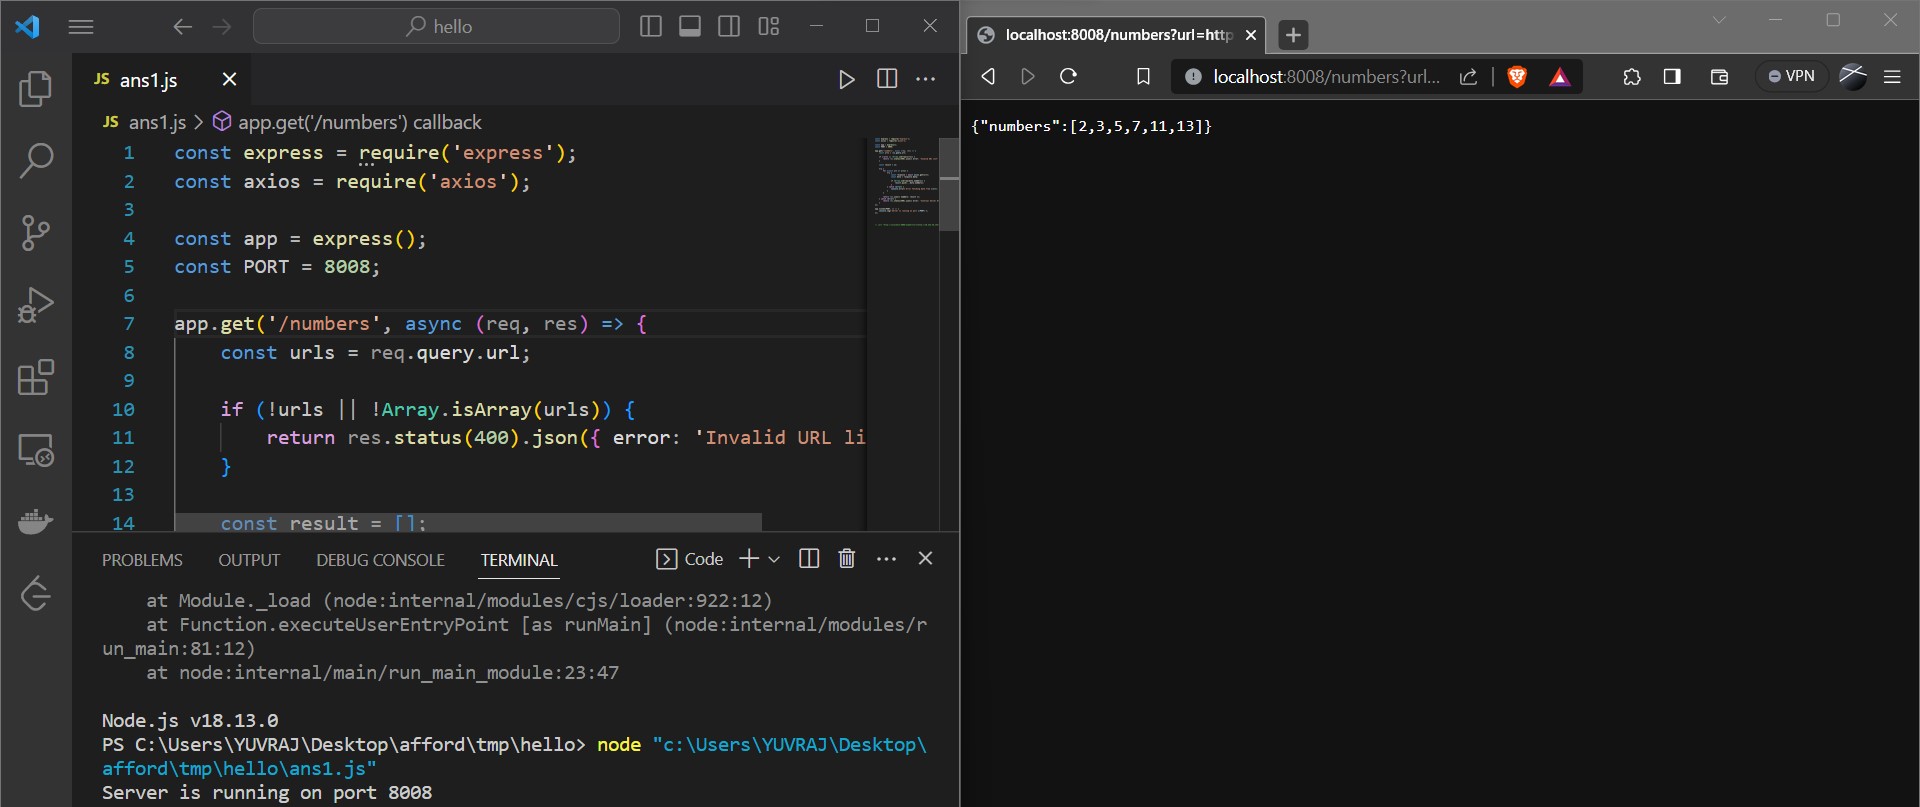 hello
JS ans1.js
JS ans1.js > app.get('/numbers') callback
1 const express = require('express');
2 const axios = require('axios');
3
4 const app = express();
5 const PORT = 8008;
6
7 app.get('/numbers', async (req, res) => {
8 const urls = req.query.url;
9
10 if (!urls || !Array.isArray(urls)) {
11 return res.status(400).json({ error: 'Invalid URL li
12 }
13
14 const result = [];
PROBLEMS OUTPUT DEBUG CONSOLE TERMINAL Code
at Module._load (node:internal/modules/cjs/loader:922:12)
at Function.executeUserEntryPoint [as runMain] (node:internal/modules/r
un_main:81:12)
at node:internal/main/run_main_module:23:47
Node.js v18.13.0
PS C:\Users\YUVRAJ\Desktop\afford\tmp\hello> node "c:\Users\YUVRAJ\Desktop\
afford\tmp\hello\ans1.js"
Server is running on port 8008
localhost:8008/numbers?url=http
localhost:8008/numbers?url... VPN
{"numbers":[2,3,5,7,11,13]}